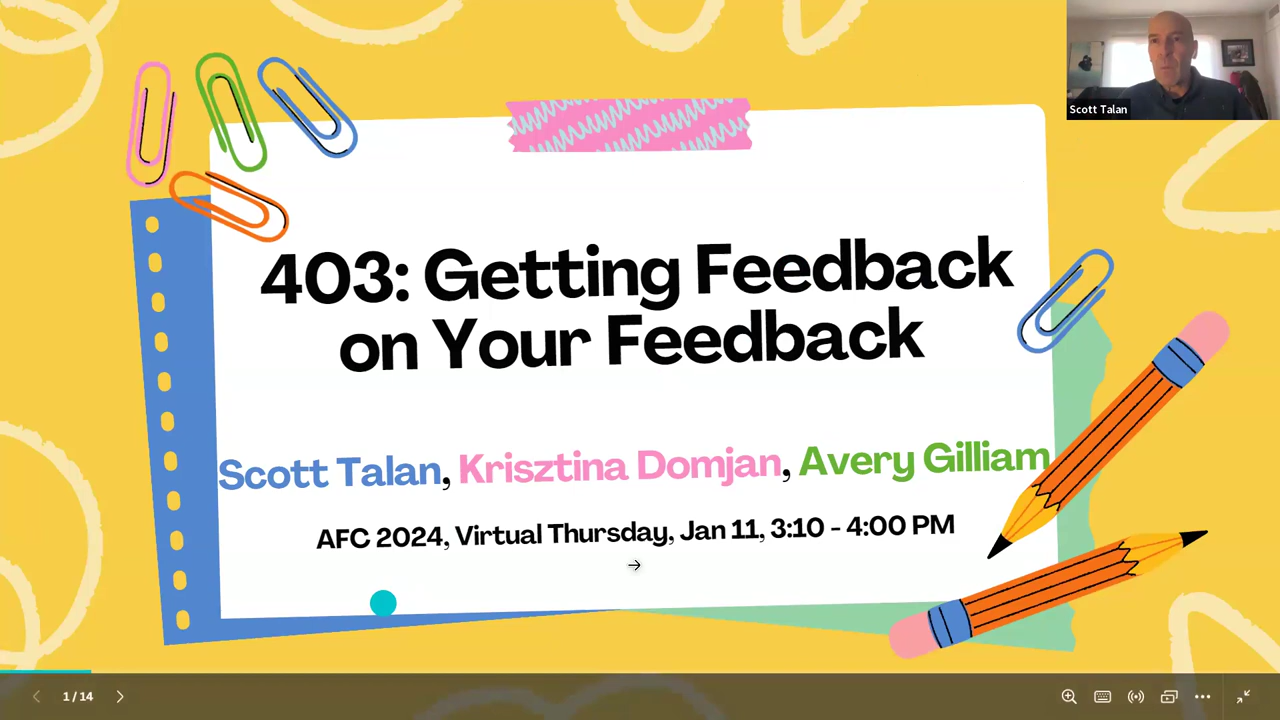 Scott Talan
403: Getting Feedback
on Your Feedback
Scott Talan, Krisztina Domjan, Avery Gilliam
AFC 2024, Virtual Thursday, Jan 11, 3:10 - 4:00 PM
1 / 14